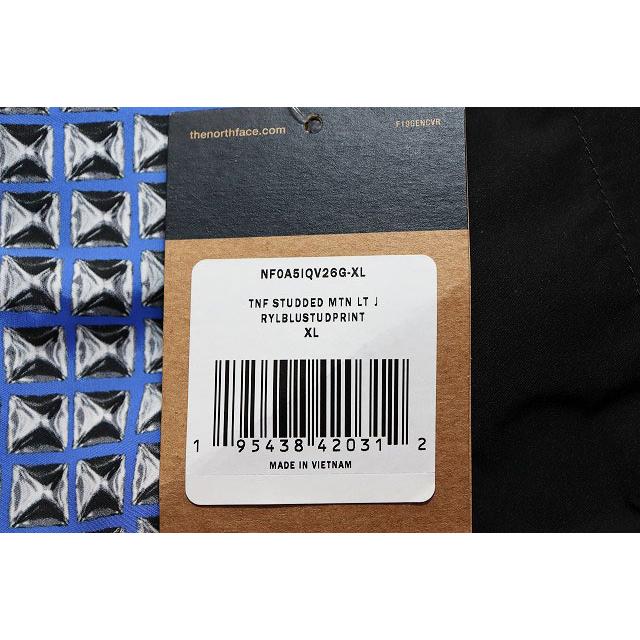 thenorthface.com
F19GENCVR
NF0A5IQV26G-XL
TNF STUDDED MTN LT J
RYLBLUSTUDPRINT
XL
1 95438 42031 2
MADE IN VIETNAM